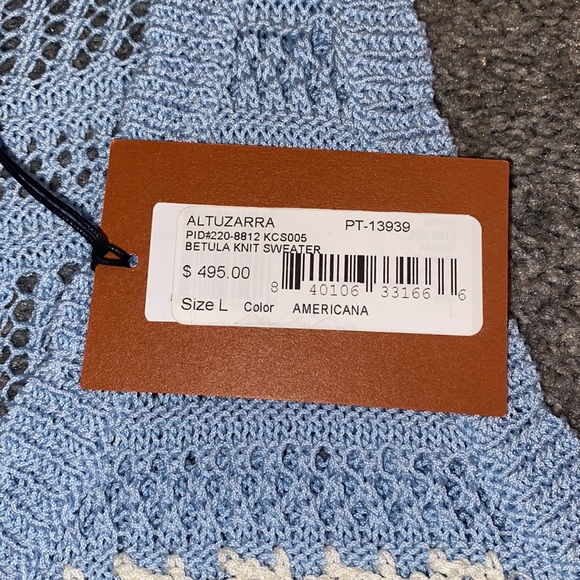 ALTUZARRA PT-13939
PID#220-8812 KCS005
BETULA KNIT SWEATER
$ 495.00
8 40106 33166 6
Size L Color AMERICANA